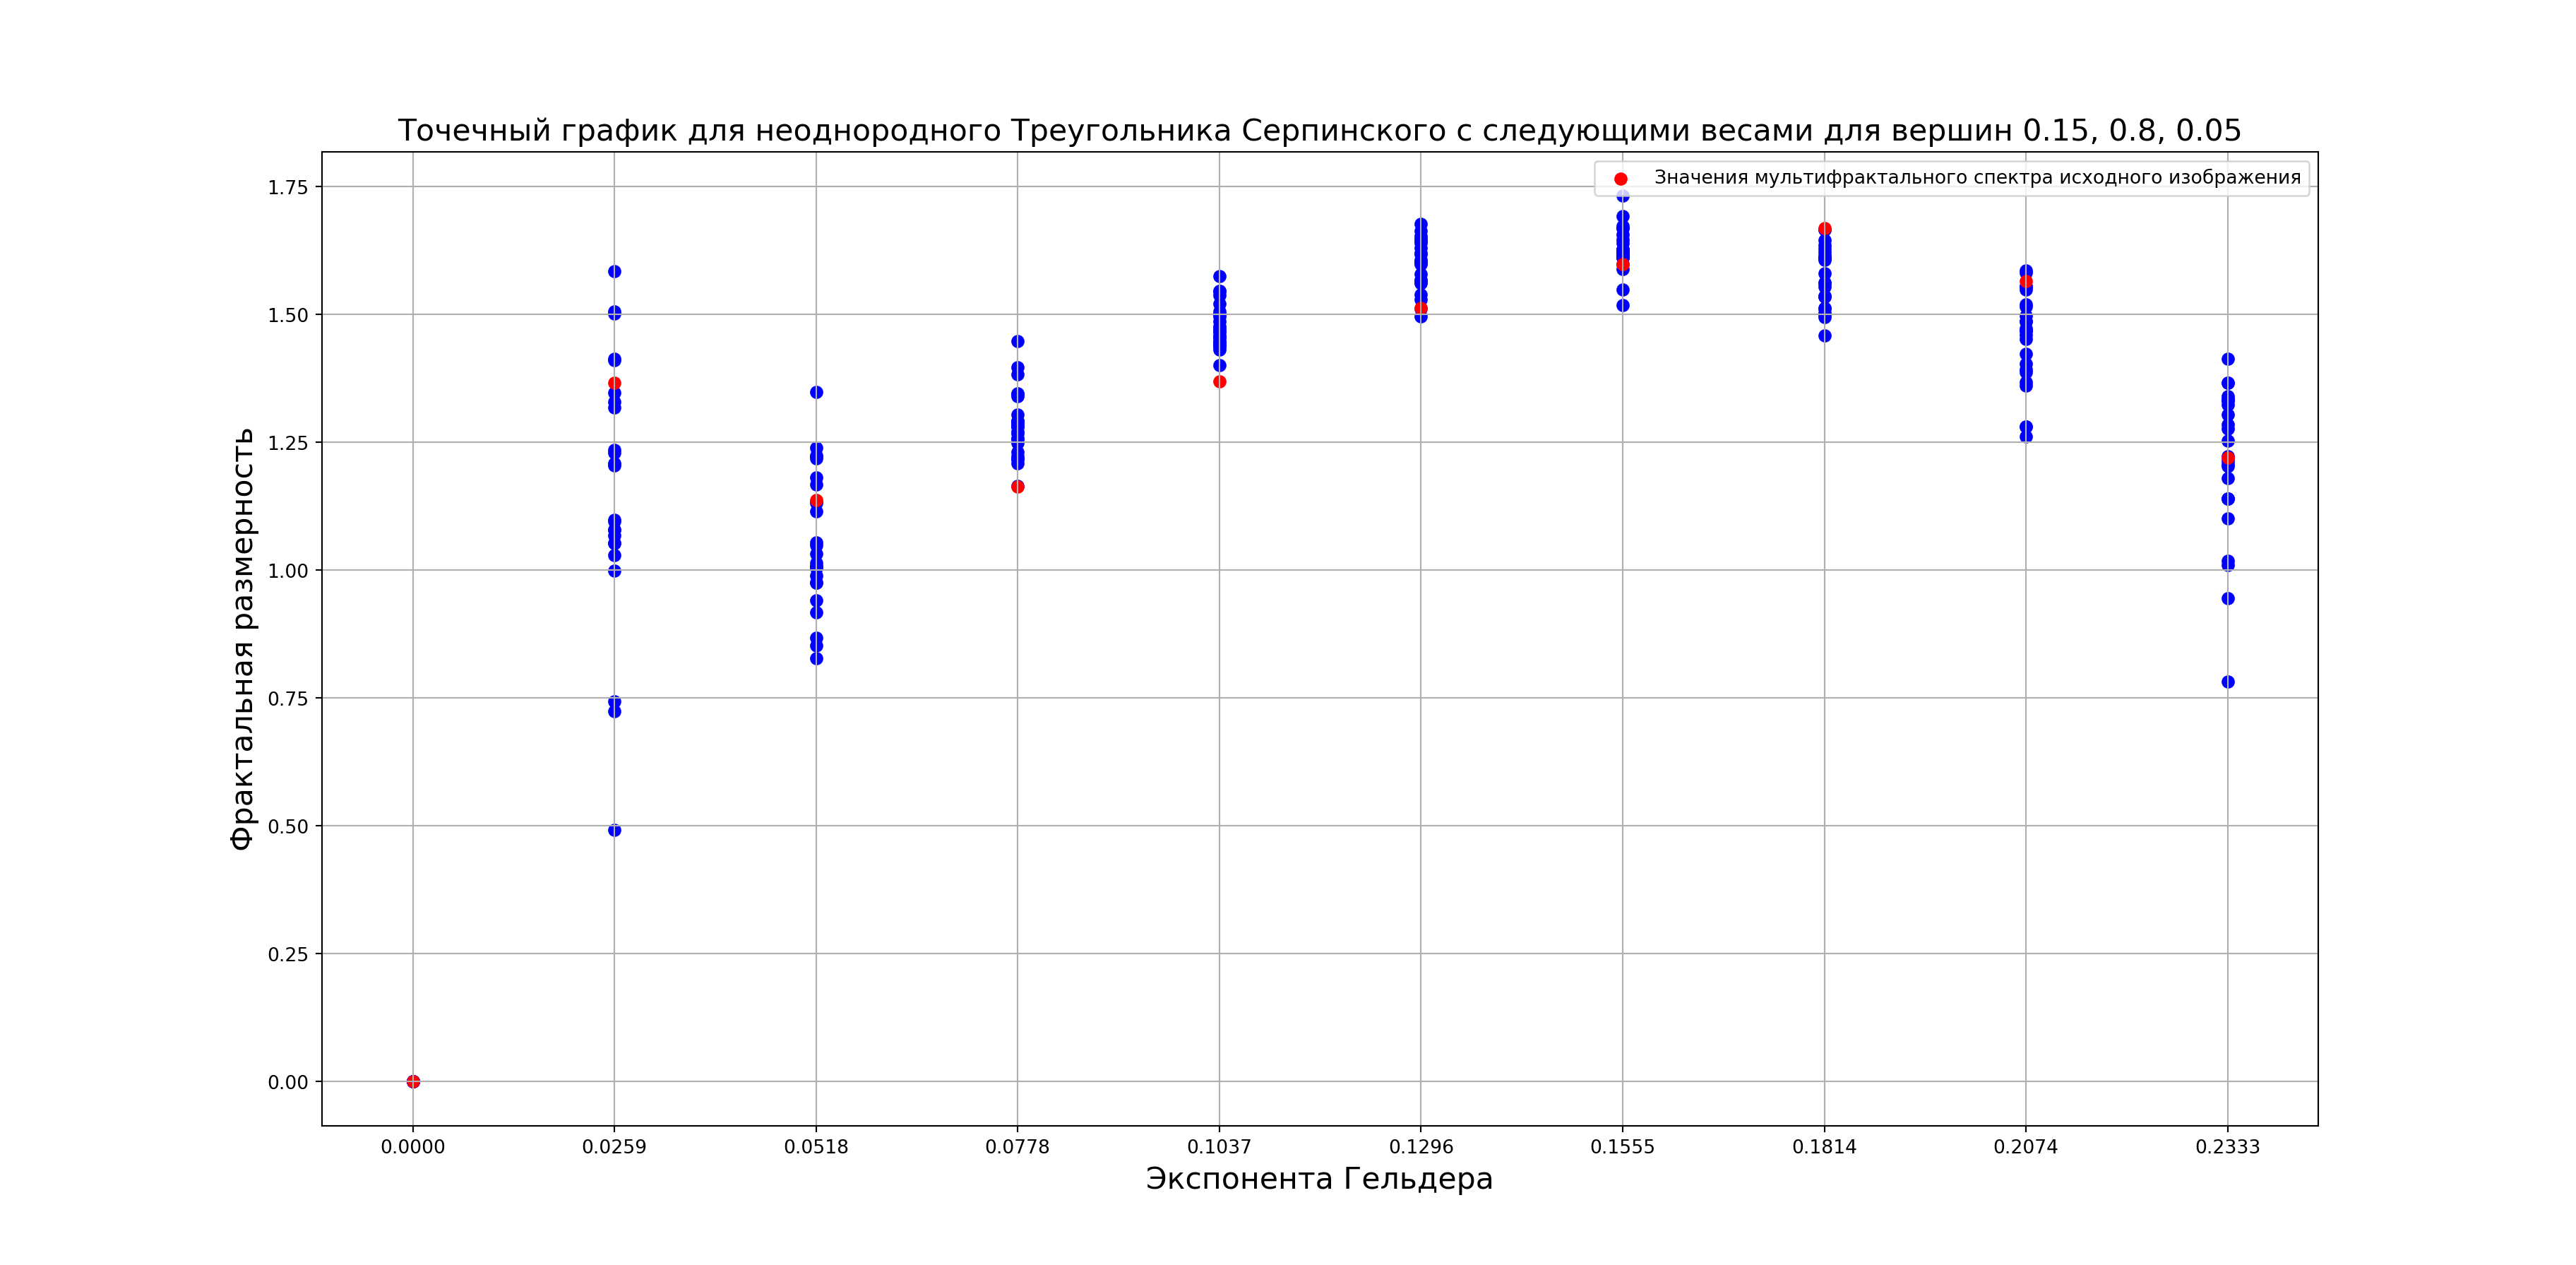 Точечный график для неоднородного Треугольника Серпинского с следующими весами для вершин 0.15, 0.8, 0.05
Значения мультифрактального спектра исходного изображения
Фрактальная размерность
1.75
1.50
1.25
1.00
0.75
0.50
0.25
0.00
0.0000 0.0259 0.0518 0.0778 0.1037 0.1296 0.1555 0.1814 0.2074 0.2333
Экспонента Гельдера